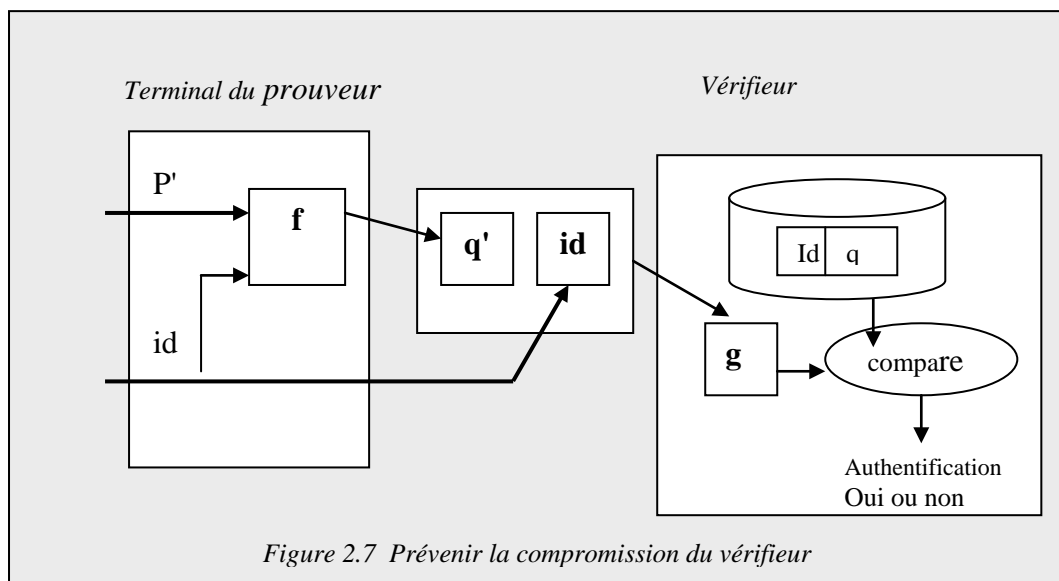 Terminal du prouveur
Vérifieur
P'
f
q'
id
Id
q
id
g
compare
Authentification
Oui ou non
Figure 2.7 Prévenir la compromission du vérifieur